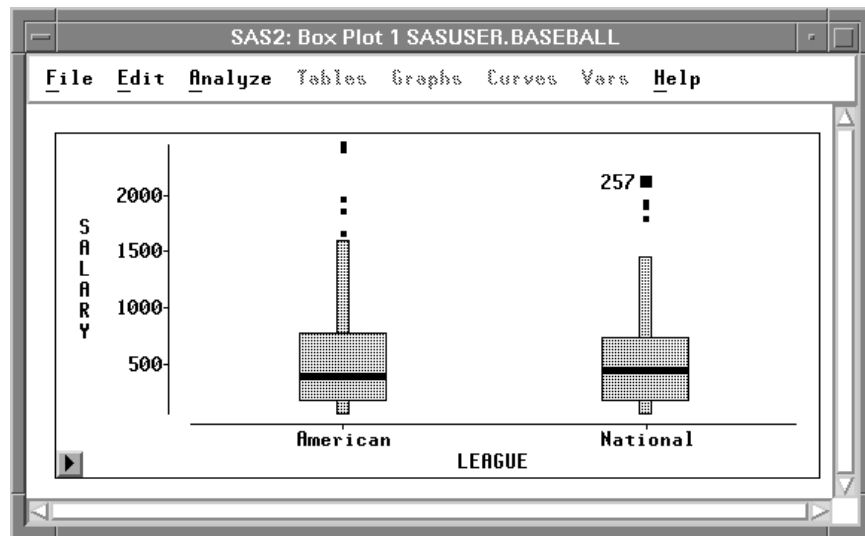 SAS2: Box Plot 1 SASUSER.BASEBALL
File Edit Analyze Tables Graphs Curves Vars Help
SALARY
2000
1500
1000
500
257
American National
LEAGUE